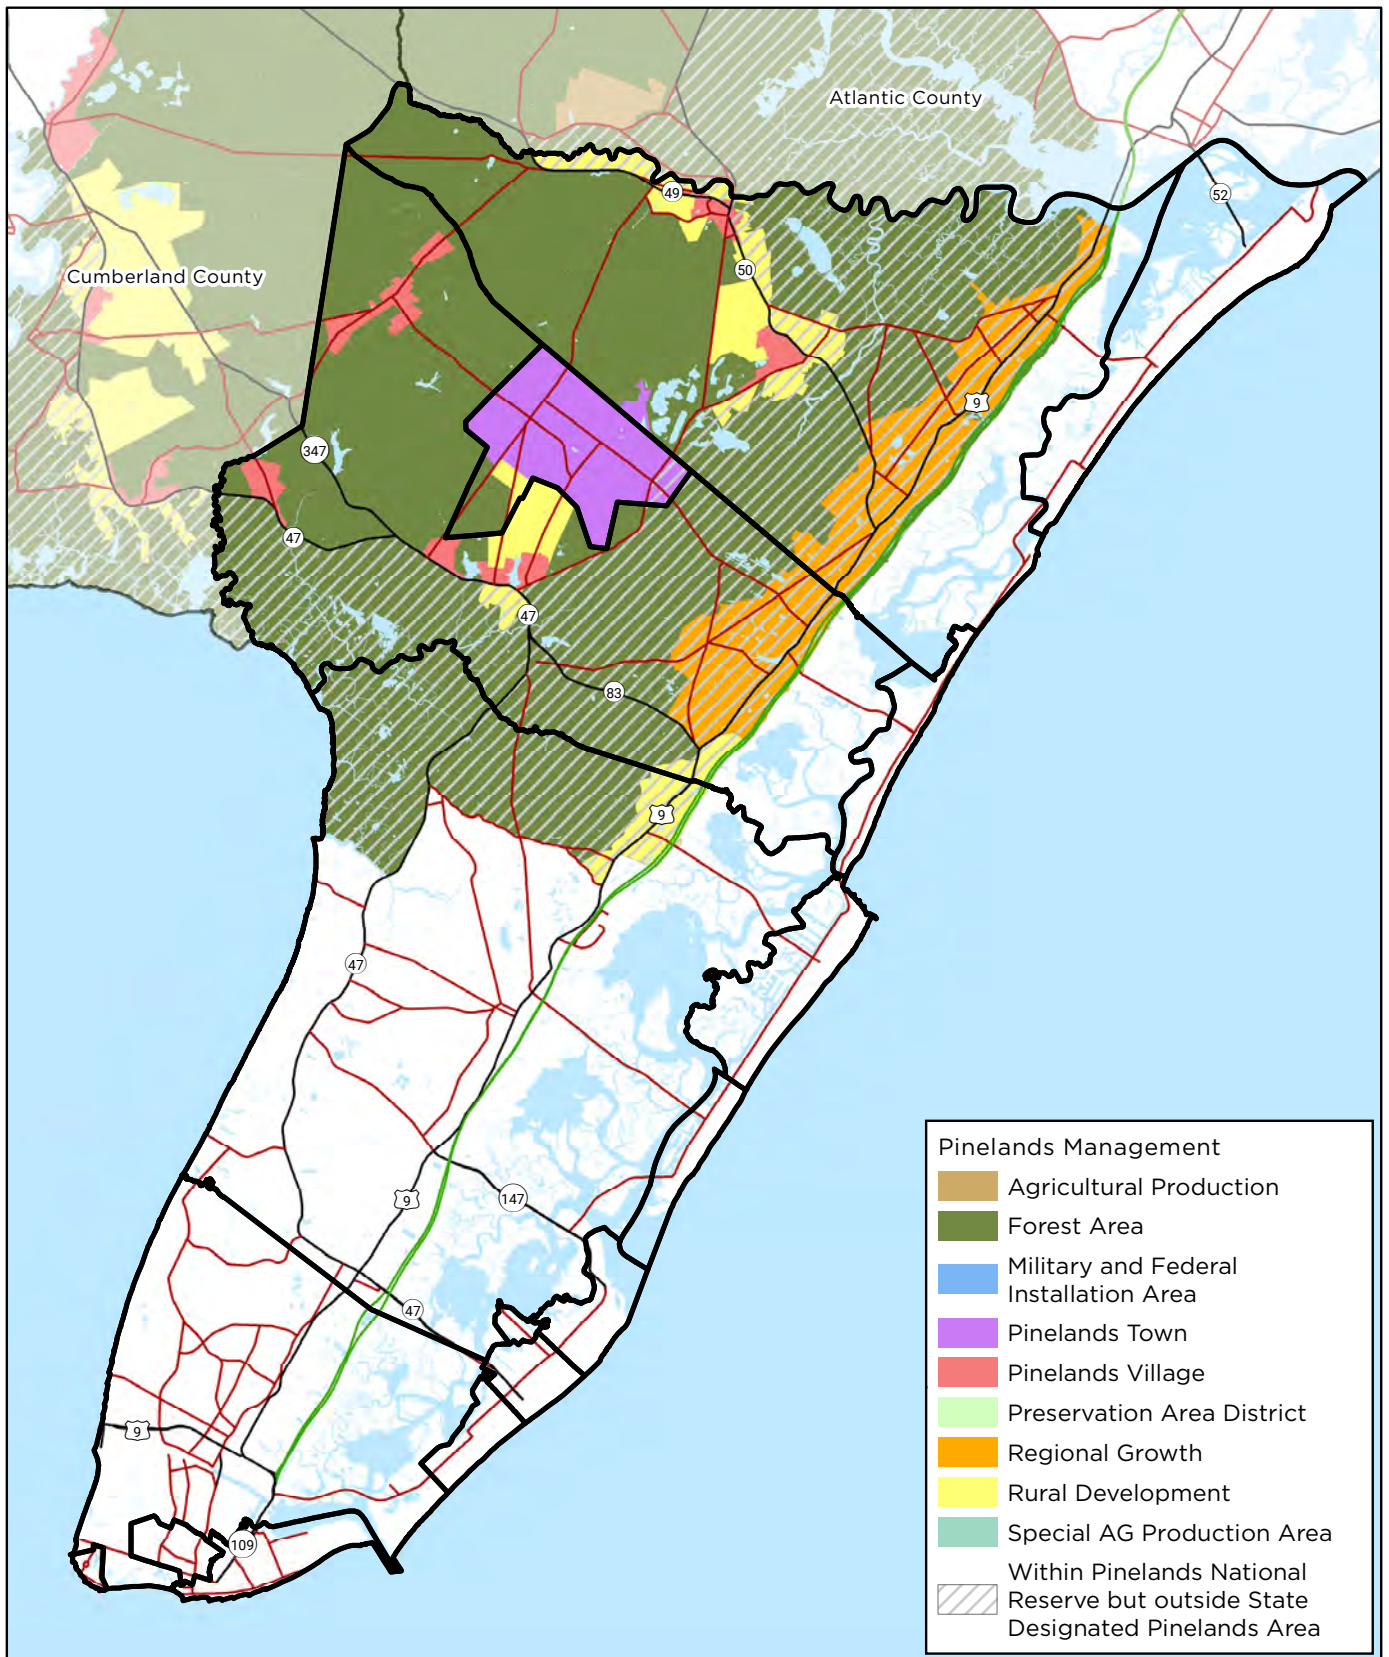 Atlantic County
52
49
50
Cumberland County
9
347
47
47
83
9
47
9
147
47
9
109
Pinelands Management
Agricultural Production
Forest Area
Military and Federal
Installation Area
Pinelands Town
Pinelands Village
Preservation Area District
Regional Growth
Rural Development
Special AG Production Area
Within Pinelands National
Reserve but outside State
Designated Pinelands Area